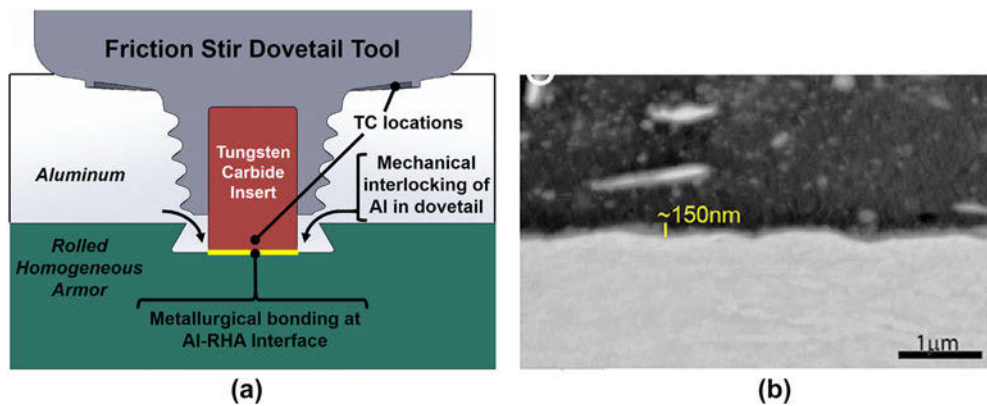 Friction Stir Dovetail Tool
TC locations
Tungsten
Carbide
Insert
Aluminum
Mechanical
interlocking of
Al in dovetail
Rolled
Homogeneous
Armor
Metallurgical bonding at
Al-RHA Interface
(a)
~150nm
1μm
(b)